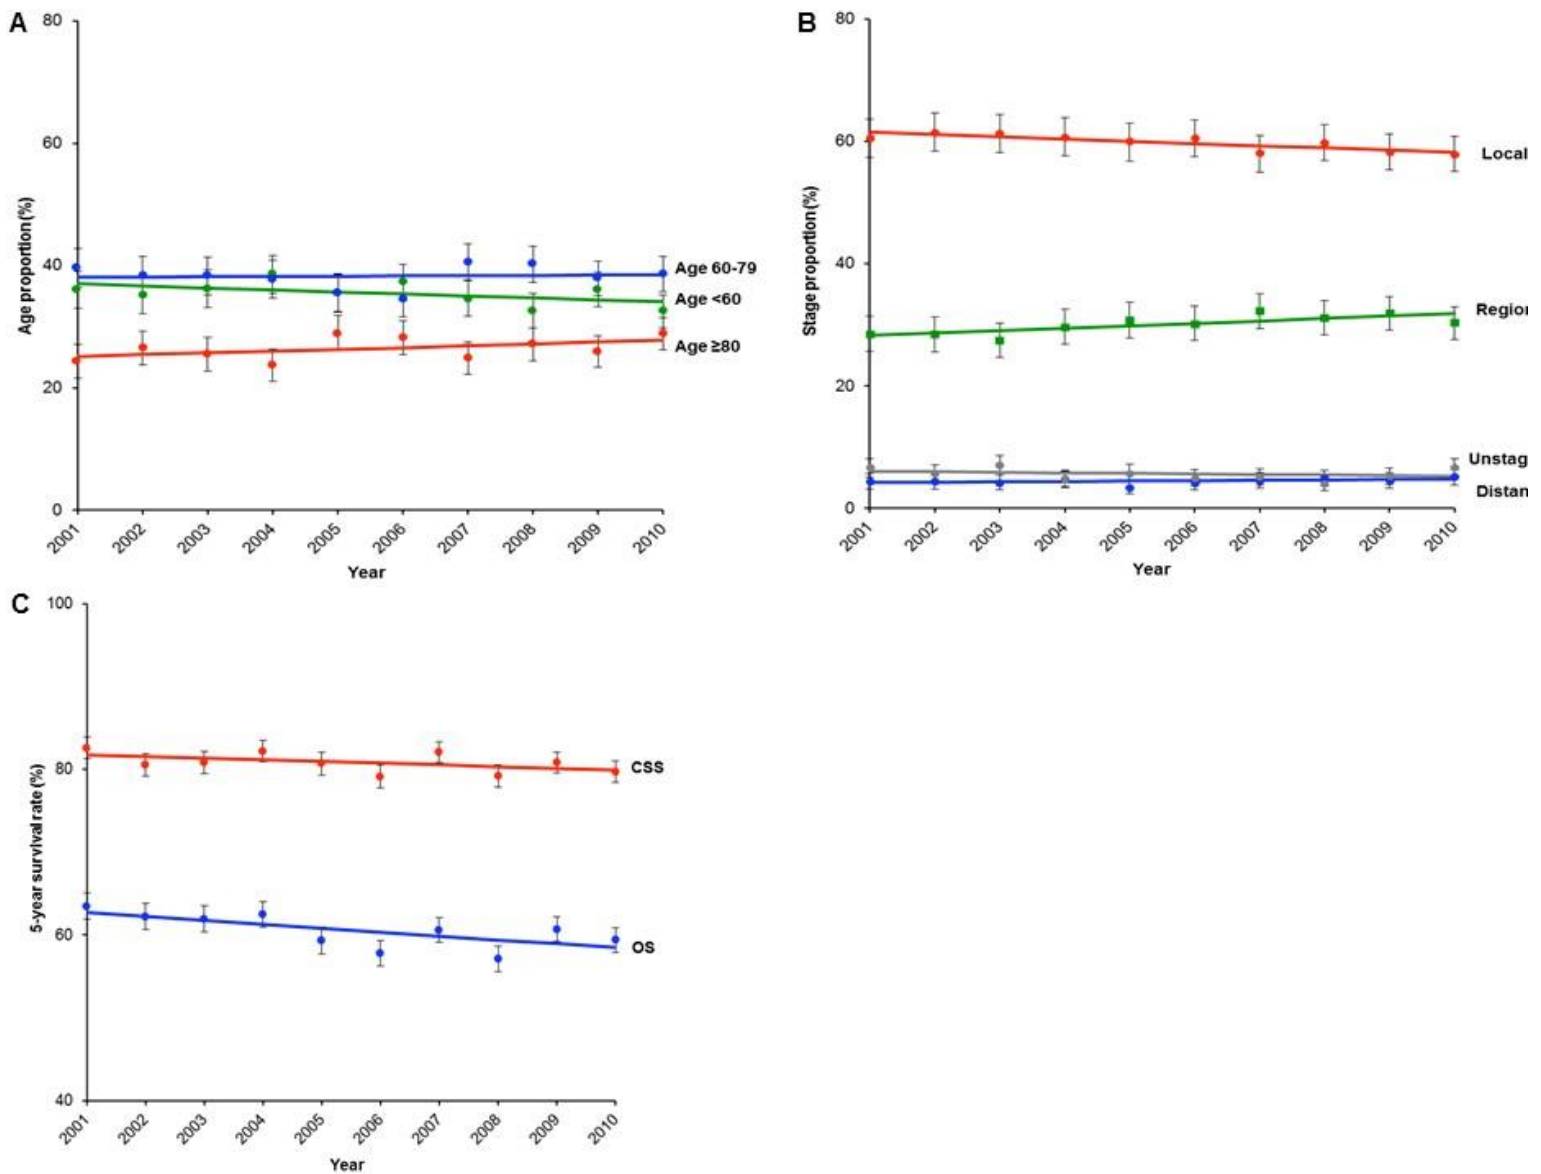 A
80
60
40
20
0
Age proportion (%)
Age 60-79
Age <60
Age ≥80
2001
2002
2003
2004
2005
2006
2007
2008
2009
2010
Year
B
80
60
40
20
0
Stage proportion (%)
Local
Region
Unstag
Distan
2001
2002
2003
2004
2005
2006
2007
2008
2009
2010
Year
C
100
80
60
40
5-year survival rate (%)
CSS
OS
2001
2002
2003
2004
2005
2006
2007
2008
2009
2010
Year